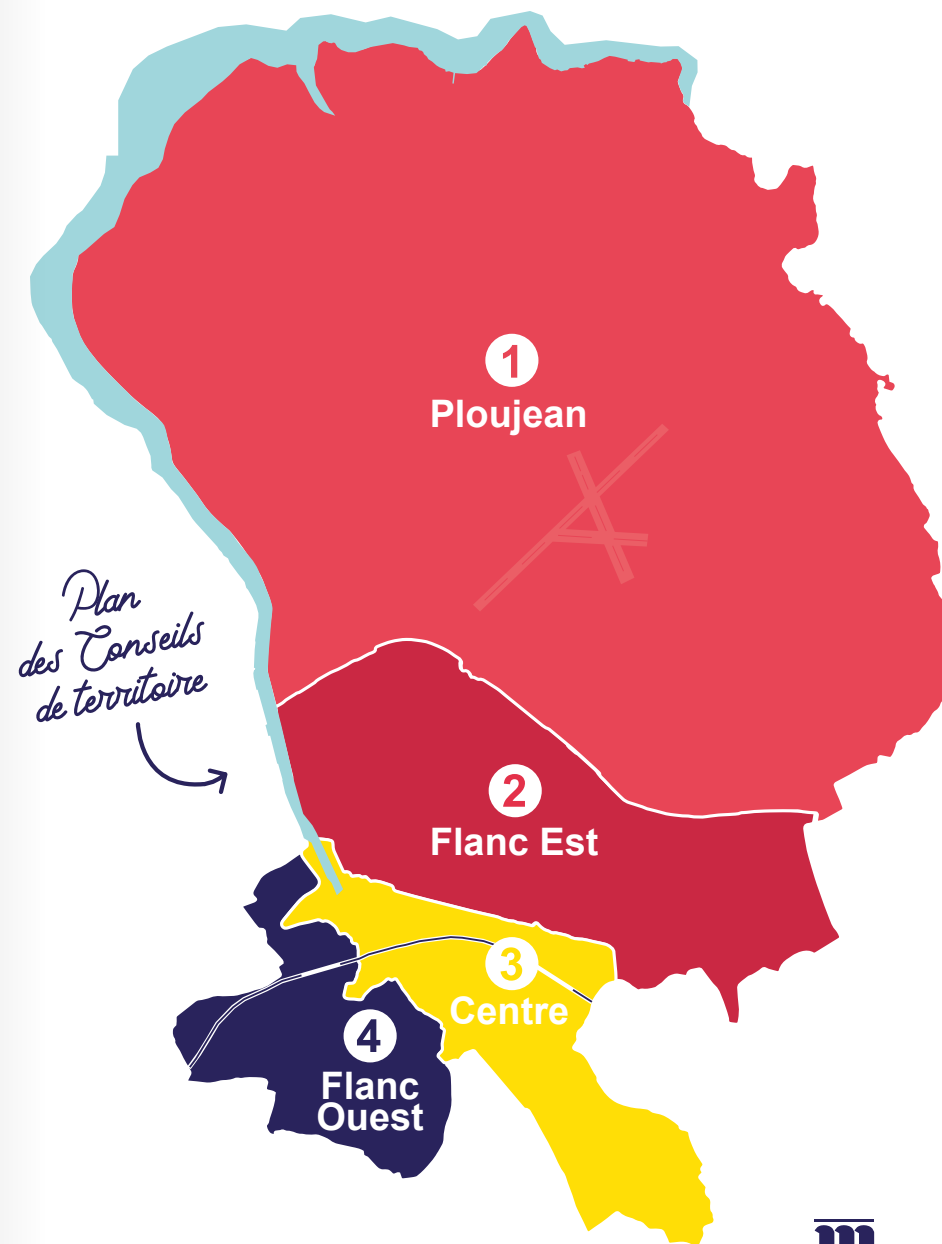 1
Ploujean
Plan
des Conseils
de territoire
2
Flanc Est
3
Centre
4
Flanc
Ouest
m